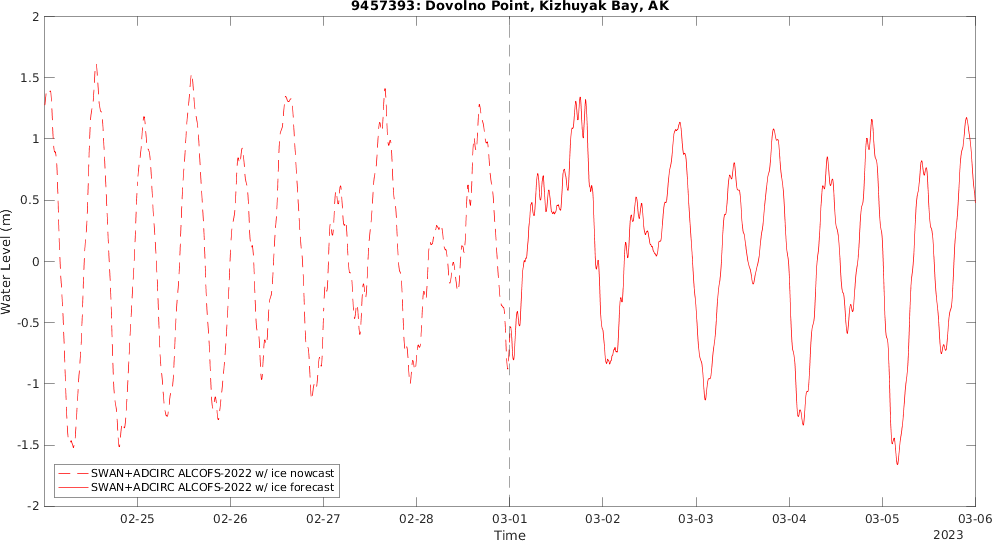 9457393: Dovolno Point, Kizhuyak Bay, AK
2
1.5
1
0.5
0
-0.5
-1
-1.5
-2
Water Level (m)
SWAN+ADCIRC ALCOFS-2022 w/ ice nowcast
SWAN+ADCIRC ALCOFS-2022 w/ ice forecast
02-25 02-26 02-27 02-28 03-01 03-02 03-03 03-04 03-05 03-06
Time
2023